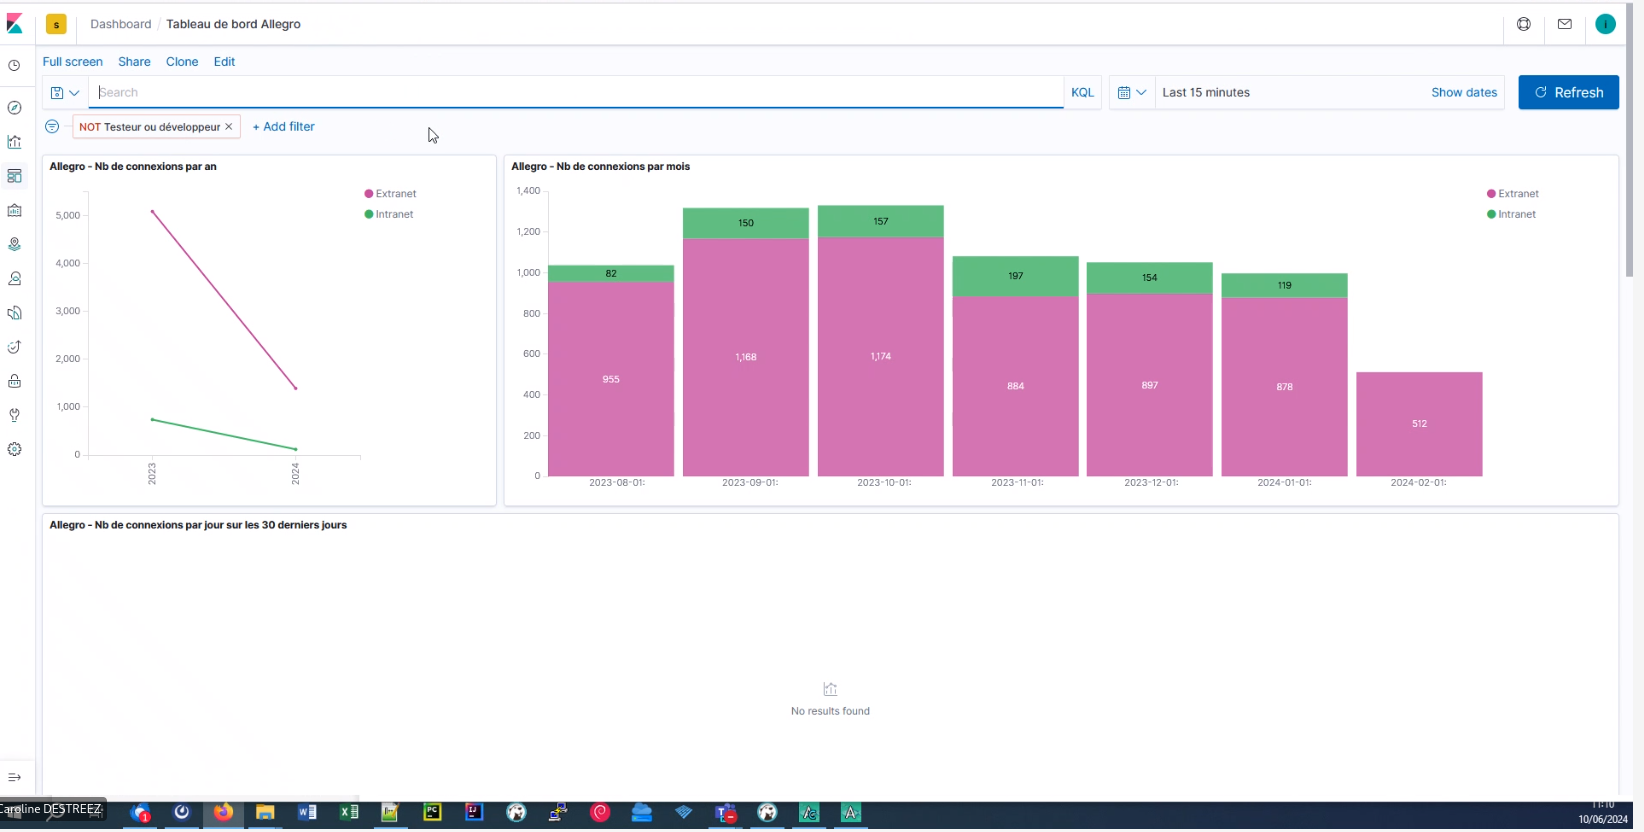 s Dashboard / Tableau de bord Allegro i
Full screen Share Clone Edit
Search KQL Last 15 minutes Show dates Refresh
NOT Testeur ou développeur × + Add filter
Allegro - Nb de connexions par an
Extranet
Intranet
5,000
4,000
3,000
2,000
1,000
0
2023 2024
Allegro - Nb de connexions par mois
Extranet
Intranet
1,400
1,200
1,000
800
600
400
200
0
82 150 157 197 154 119
955 1,168 1,174 884 897 878 512
2023-08-01: 2023-09-01: 2023-10-01: 2023-11-01: 2023-12-01: 2024-01-01: 2024-02-01:
Allegro - Nb de connexions par jour sur les 30 derniers jours
No results found
Caroline DESTREEZ
1 PC IJ
11:10
10/06/2024